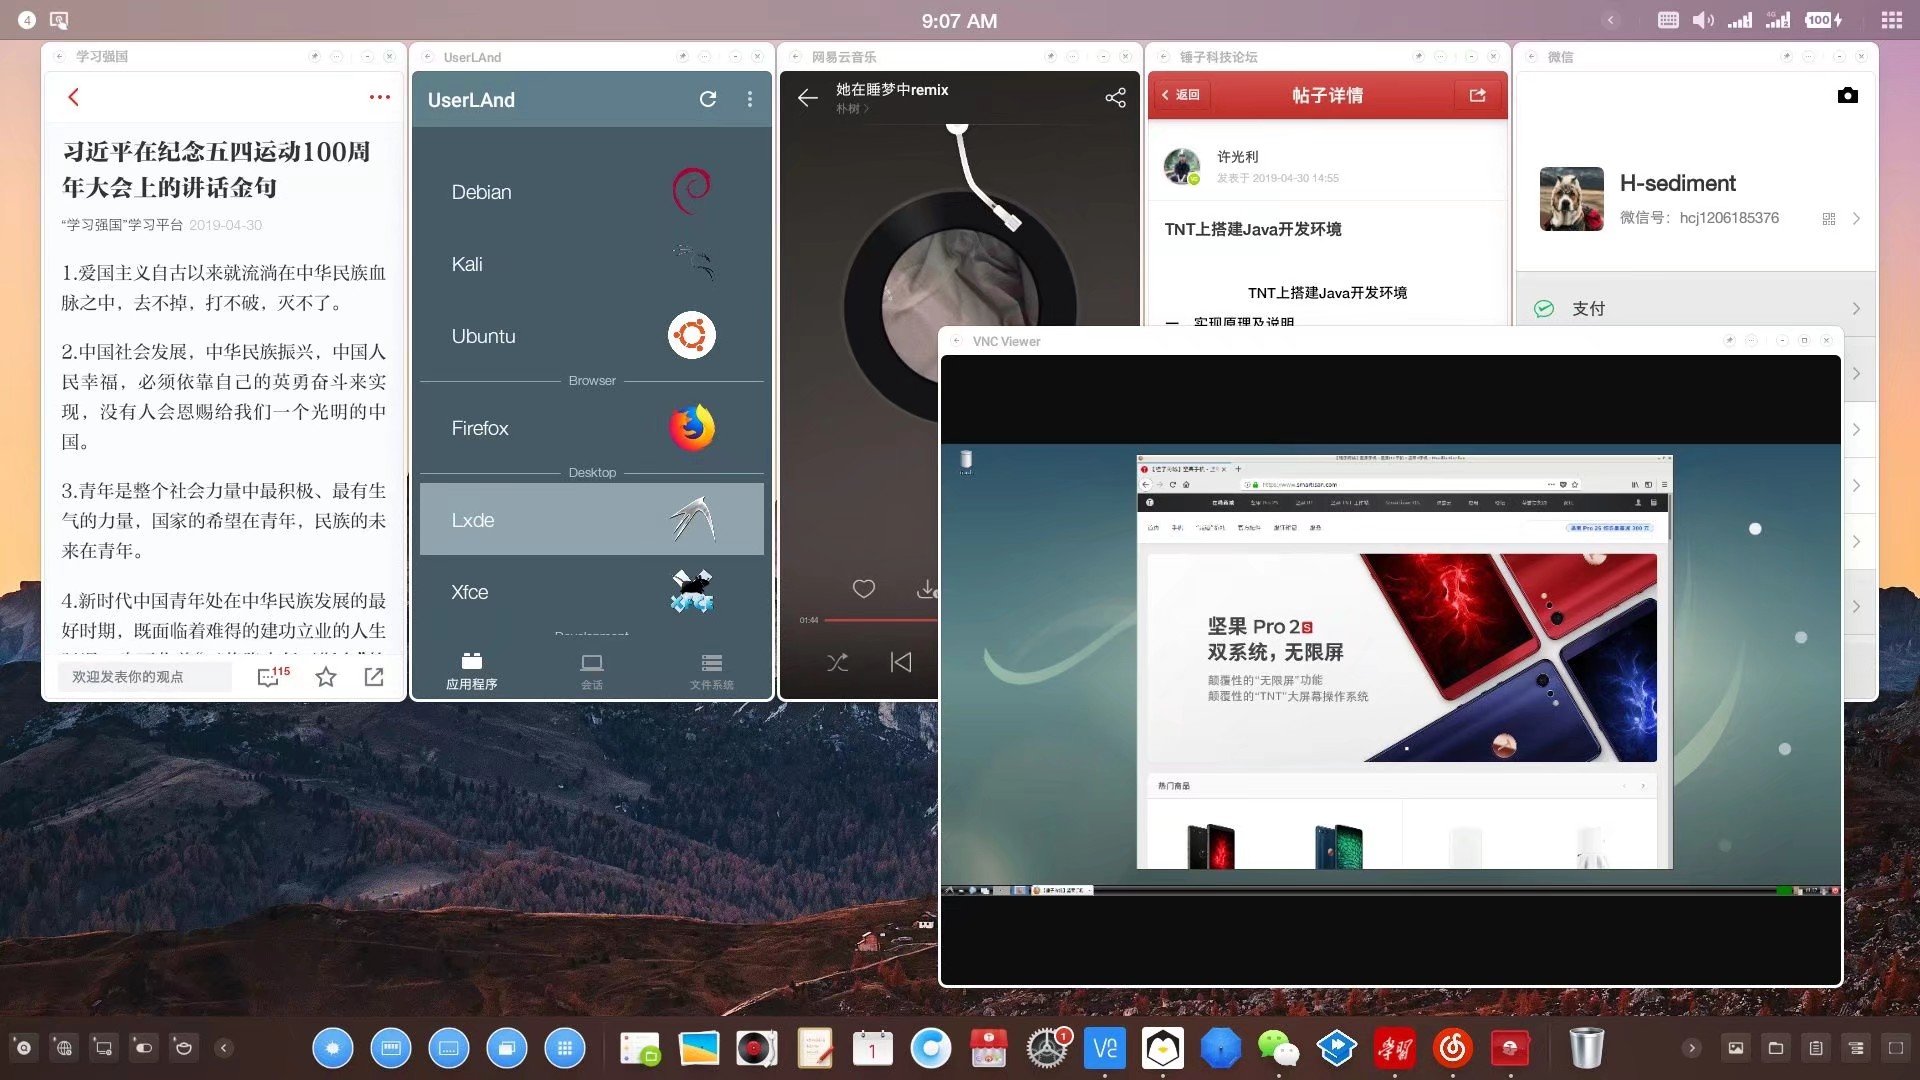 4
9:07 AM
100
学习强国
习近平在纪念五四运动100周
年大会上的讲话金句
“学习强国”学习平台 2019-04-30
1.爱国主义自古以来就流淌在中华民族血
脉之中，去不掉，打不破，灭不了。
2.中国社会发展，中华民族振兴，中国人
民幸福，必须依靠自己的英勇奋斗来实
现，没有人会恩赐给我们一个光明的中
国。
3.青年是整个社会力量中最积极、最有生
气的力量，国家的希望在青年，民族的未
来在青年。
4.新时代中国青年处在中华民族发展的最
好时期，既面临着难得的建功立业的人生
欢迎发表你的观点
115
UserLAnd
UserLAnd
Debian
Kali
Ubuntu
Browser
Firefox
Desktop
Lxde
Xfce
XFCE
Development
应用程序
会话
文件系统
网易云音乐
她在睡梦中remix
朴树
01:44
锤子科技论坛
返回
帖子详情
许光利
发表于 2019-04-30 14:55
TNT上搭建Java开发环境
TNT上搭建Java开发环境
一、实现原理及说明
微信
H-sediment
微信号：hcj1206185376
支付
VNC Viewer
https://www.smartisan.com
坚果 Pro 2S
双系统，无限屏
颠覆性的“无限屏”功能
颠覆性的“TNT”大屏幕操作系统
热门商品
1
1
学习